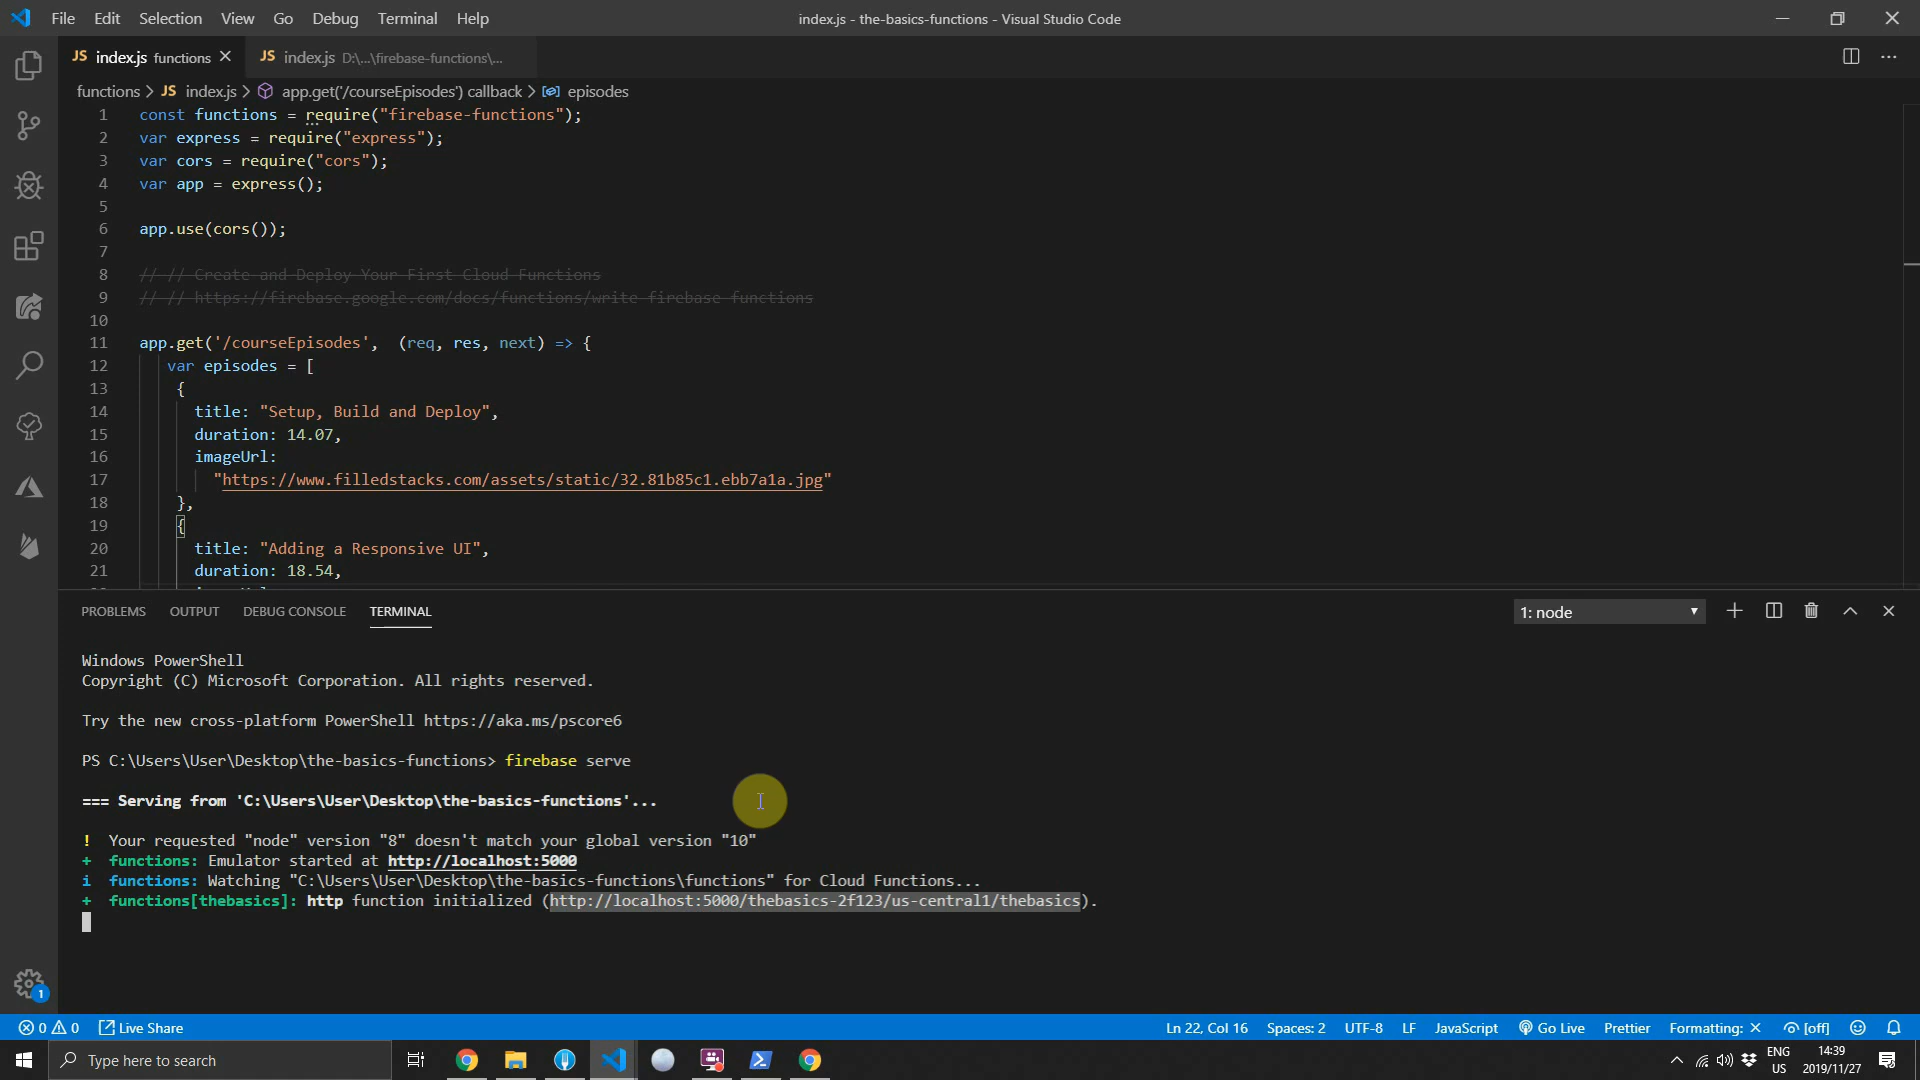 File Edit Selection View Go Debug Terminal Help
index.js - the-basics-functions - Visual Studio Code
JS index.js functions
JS index.js D:\...\firebase-functions\...
functions > JS index.js > app.get('/courseEpisodes') callback > episodes
1 const functions = require("firebase-functions");
2 var express = require("express");
3 var cors = require("cors");
4 var app = express();
5
6 app.use(cors());
7
8 // // Create and Deploy Your First Cloud Functions
9 // // https://firebase.google.com/docs/functions/write-firebase-functions
10
11 app.get('/courseEpisodes', (req, res, next) => {
12 var episodes = [
13 {
14 title: "Setup, Build and Deploy",
15 duration: 14.07,
16 imageUrl:
17 "https://www.filledstacks.com/assets/static/32.81b85c1.ebb7a1a.jpg"
18 },
19 {
20 title: "Adding a Responsive UI",
21 duration: 18.54,
PROBLEMS OUTPUT DEBUG CONSOLE TERMINAL
1: node
Windows PowerShell
Copyright (C) Microsoft Corporation. All rights reserved.
Try the new cross-platform PowerShell https://aka.ms/pscore6
PS C:\Users\User\Desktop\the-basics-functions> firebase serve
=== Serving from 'C:\Users\User\Desktop\the-basics-functions'...
! Your requested "node" version "8" doesn't match your global version "10"
+ functions: Emulator started at http://localhost:5000
i functions: Watching "C:\Users\User\Desktop\the-basics-functions\functions" for Cloud Functions...
+ functions[thebasics]: http function initialized (http://localhost:5000/thebasics-2f123/us-central1/thebasics).
1
0 0 Live Share
Ln 22, Col 16 Spaces: 2 UTF-8 LF JavaScript Go Live Prettier Formatting: × [off]
Type here to search
ENG
US
14:39
2019/11/27